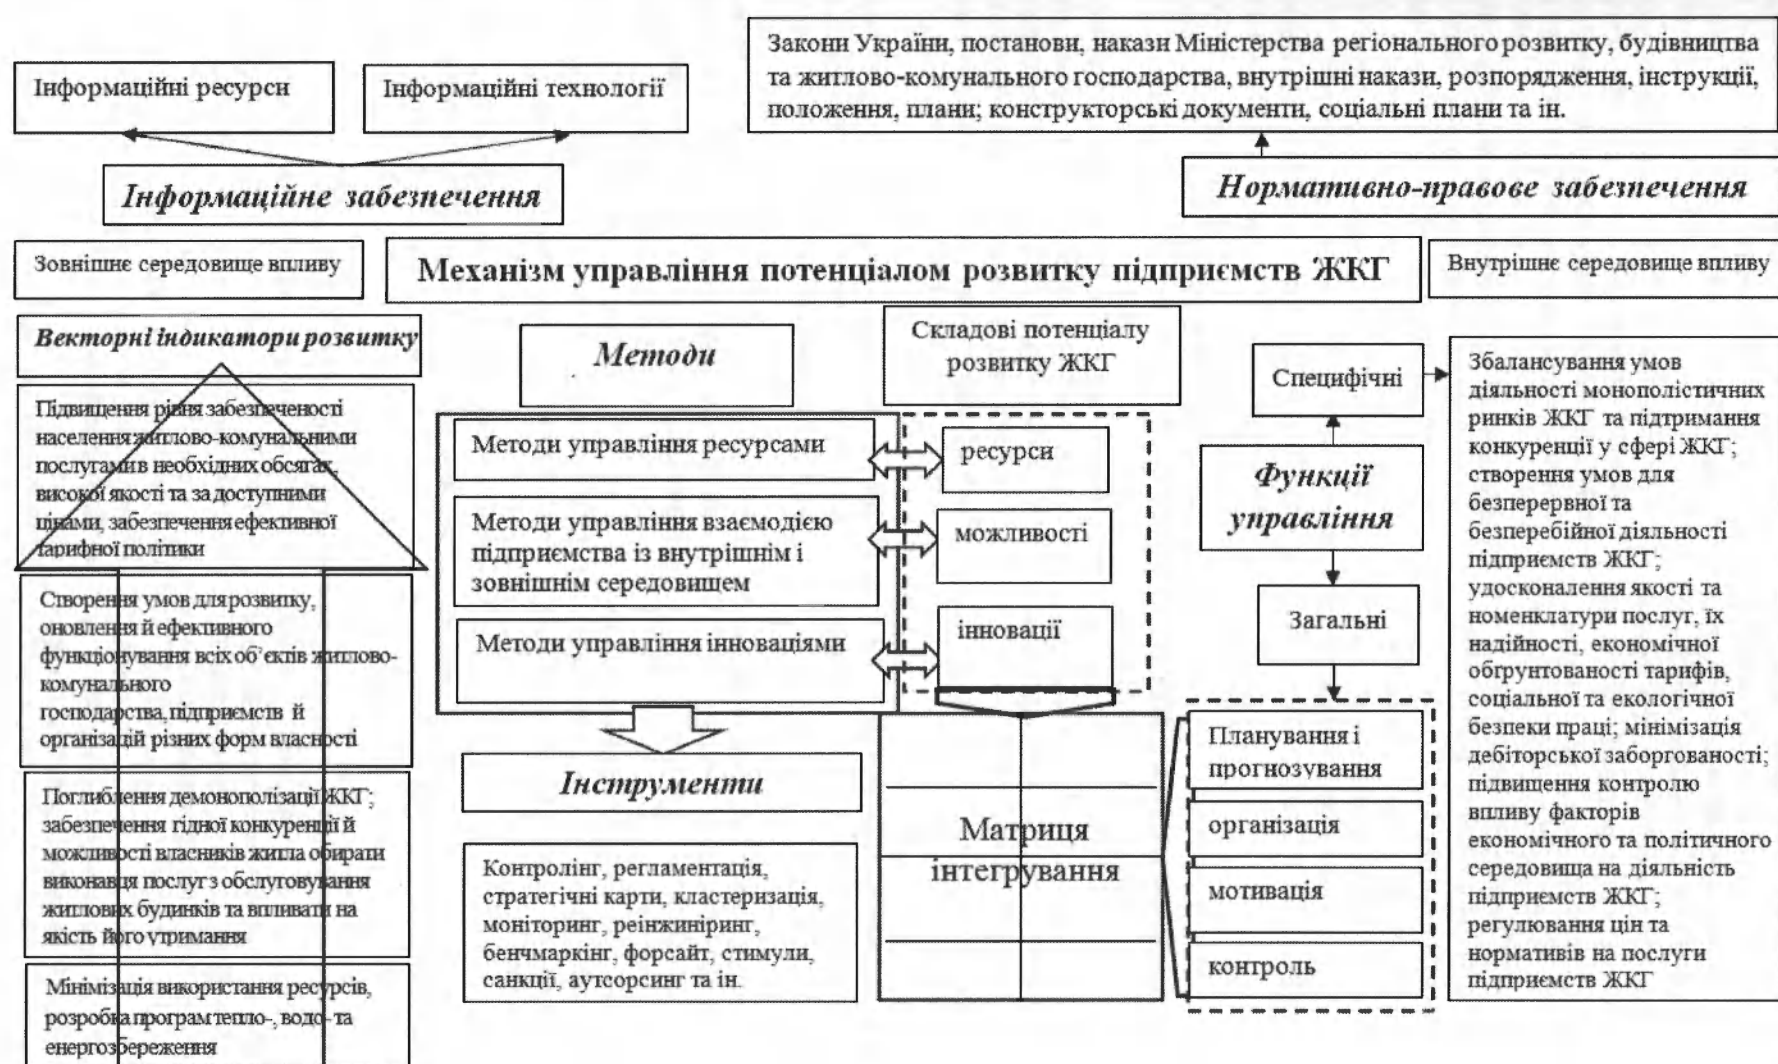 Закони України, постанови, накази Міністерства регіонального розвитку, будівництва
та житлово-комунального господарства, внутрішні накази, розпорядження, інструкції,
положення, плани; конструкторські документи, соціальні плани та ін.
Інформаційні ресурси
Інформаційні технології
Інформаційне забезпечення
Нормативно-правове забезпечення
Зовнішнє середовище впливу
Механізм управління потенціалом розвитку підприємств ЖКГ
Внутрішнє середовище впливу
Векторні індикатори розвитку
Підвищення рівня забезпеченості
населення житлово-комунальними
послугами в необхідних обсягах,
високої якості та за доступними
цінами, забезпечення ефективної
тарифної політики
Створення умов для розвитку,
оновлення й ефективного
функціонування всіх об’єктів житлово-
комунального
господарства, підприємств й
організацій різних форм власності
Поглиблення демонополізації ЖКГ;
забезпечення гідної конкуренції й
можливості власників житла обирати
виконавця послуг з обслуговування
житлових будинків та впливати на
якість його утримання
Мінімізація використання ресурсів,
розробка програм тепло-, водо- та
енергозбереження
Методи
Методи управління ресурсами
Методи управління взаємодією
підприємства із внутрішнім і
зовнішнім середовищем
Методи управління інноваціями
Інструменти
Контролінг, регламентація,
стратегічні карти, кластеризація,
моніторинг, реінжиніринг,
бенчмаркінг, форсайт, стимули,
санкції, аутсорсинг та ін.
Складові потенціалу
розвитку ЖКГ
ресурси
можливості
інновації
Матриця
інтегрування
Специфічні
Функції
управління
Загальні
Планування і
прогнозування
організація
мотивація
контроль
Збалансування умов
діяльності монополістичних
ринків ЖКГ та підтримання
конкуренції у сфері ЖКГ;
створення умов для
безперервної та
безперебійної діяльності
підприємств ЖКГ;
удосконалення якості та
номенклатури послуг, їх
надійності, економічної
обґрунтованості тарифів,
соціальної та екологічної
безпеки праці; мінімізація
дебіторської заборгованості;
підвищення контролю
впливу факторів
економічного та політичного
середовища на діяльність
підприємств ЖКГ;
регулювання цін та
нормативів на послуги
підприємств ЖКГ